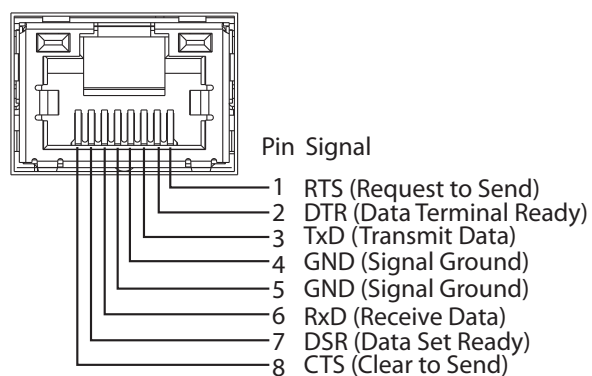 Pin Signal
1 RTS (Request to Send)
2 DTR (Data Terminal Ready)
3 TxD (Transmit Data)
4 GND (Signal Ground)
5 GND (Signal Ground)
6 RxD (Receive Data)
7 DSR (Data Set Ready)
8 CTS (Clear to Send)